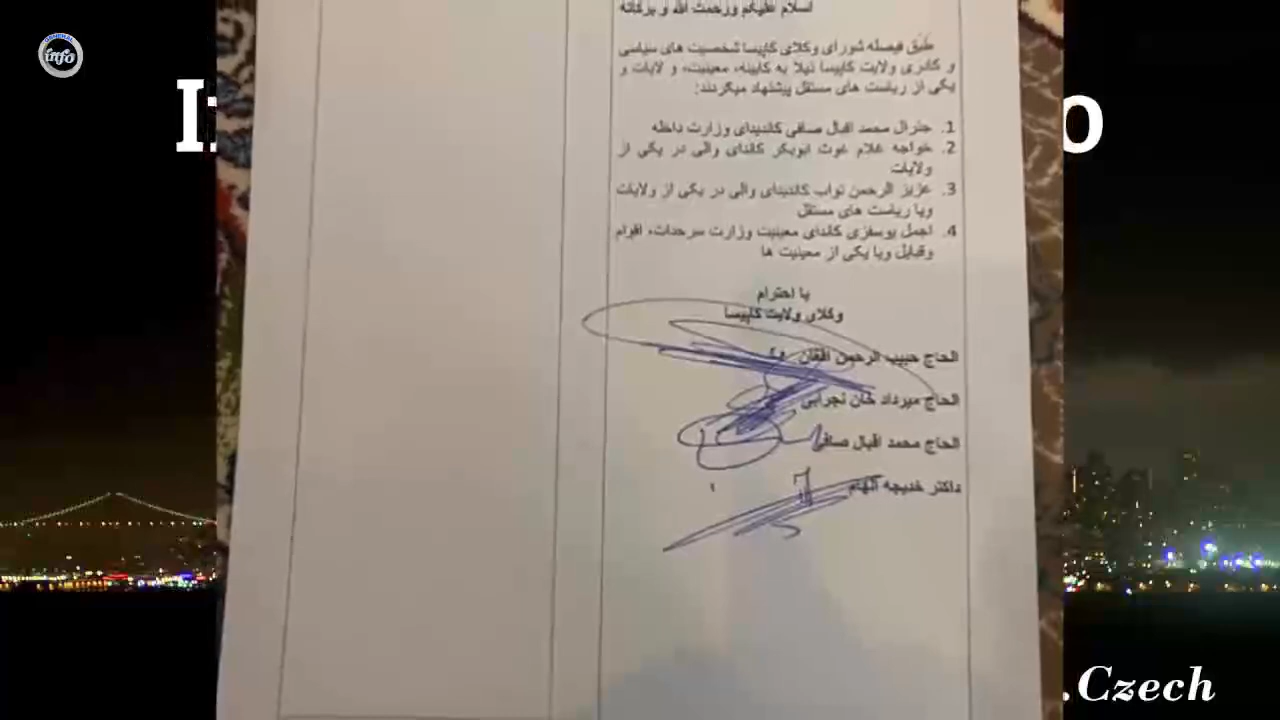 GENERAL
info
I
o
اسلام علیکم ورحمت الله و برکاته
طبق فیصله شورای وکلای کاپیسا شخصیت های سیاسی
و کادری ولایت کاپیسا ذیلا به کابینه، معینیت، و لایات و
یکی از ریاست های مستقل پیشنهاد میگردند:
1. جنرال محمد اقبال صافی کاندیدای وزارت داخله
2. خواجه غلام غوث ابوبکر کاندای والی در یکی از
ولایات
3. عزیز الرحمن تواب کاندیدای والی در یکی از ولایات
ویا ریاست های مستقل
4. اجمل یوسفزی کاندای معینیت وزارت سرحدات، اقوام
وقبایل ویا یکی از معینیت ها
با احترام
وکلای ولایت کاپیسا
الحاج حبیب الرحمن افغان
الحاج میرداد خان نجرابی
الحاج محمد اقبال صافی
داکتر خدیجه الهام
.Czech